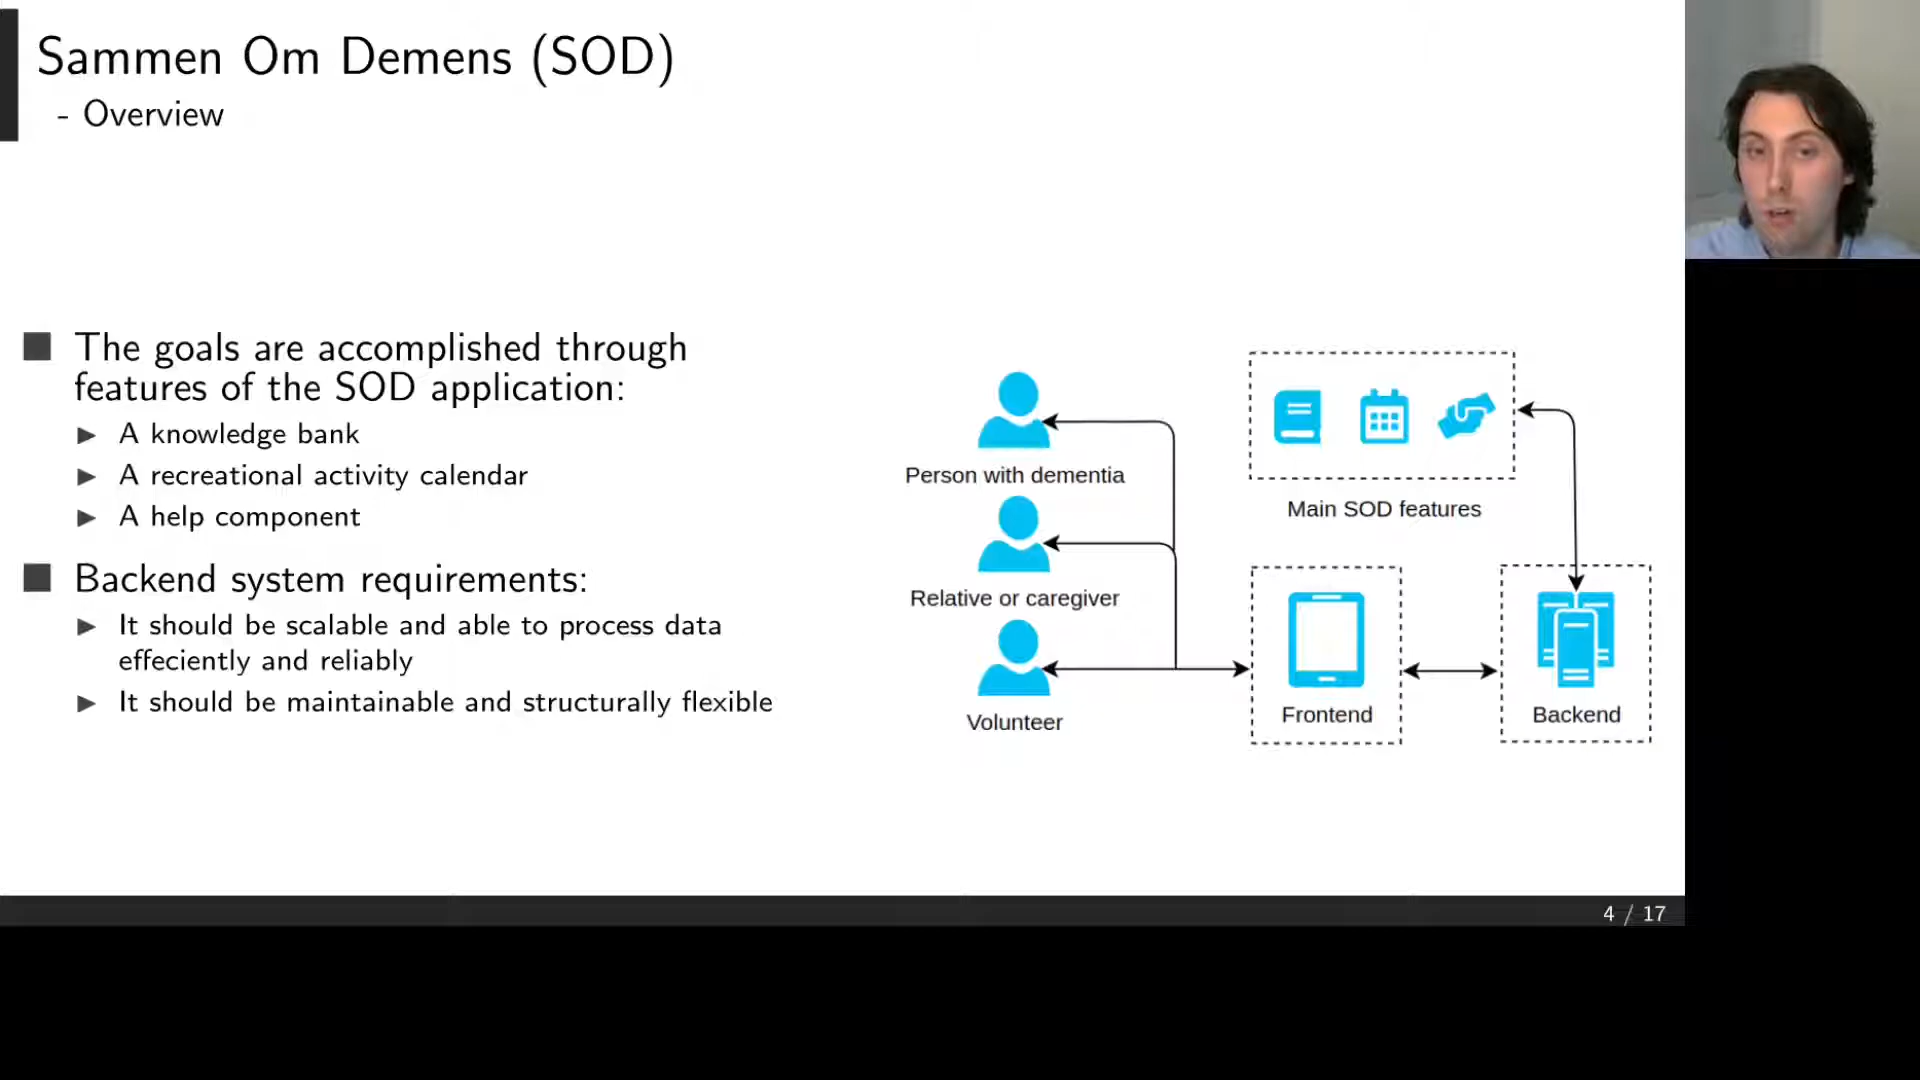 Sammen Om Demens (SOD)
- Overview
The goals are accomplished through
features of the SOD application:
A knowledge bank
A recreational activity calendar
A help component
Backend system requirements:
It should be scalable and able to process data
effeciently and reliably
It should be maintainable and structurally flexible
Person with dementia
Relative or caregiver
Volunteer
Main SOD features
Frontend
Backend
4 / 17